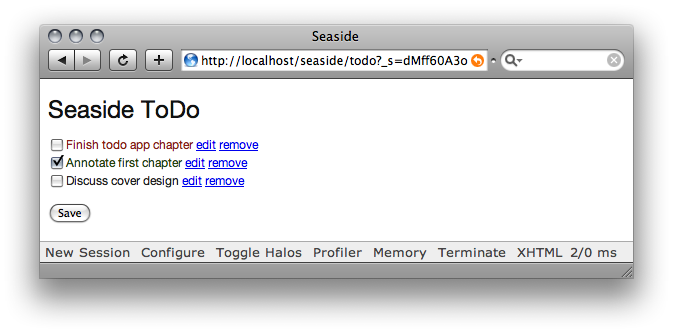 Seaside
http://localhost/seaside/todo?_s=dMff60A3o
Seaside ToDo
Finish todo app chapter edit remove
Annotate first chapter edit remove
Discuss cover design edit remove
Save
New Session Configure Toggle Halos Profiler Memory Terminate XHTML 2/0 ms